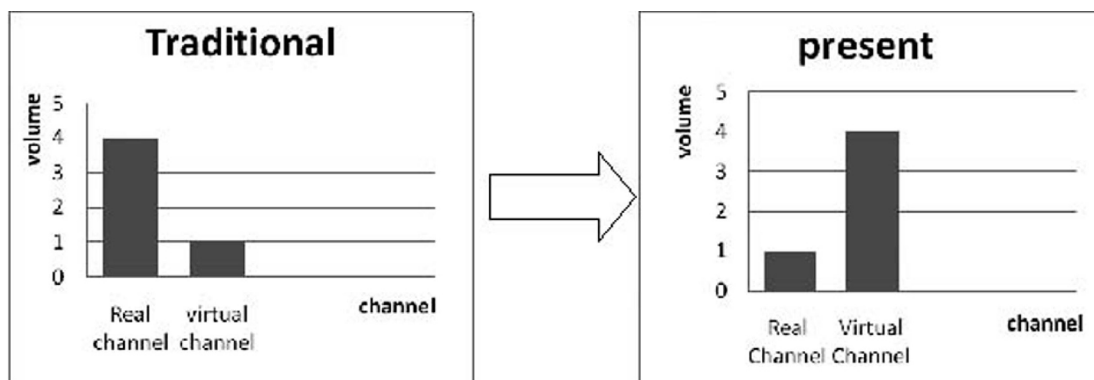 Traditional
volume
5
4
3
2
1
0
Real
channel
virtual
channel
channel
present
volume
5
4
3
2
1
0
Real
Channel
Virtual
Channel
channel